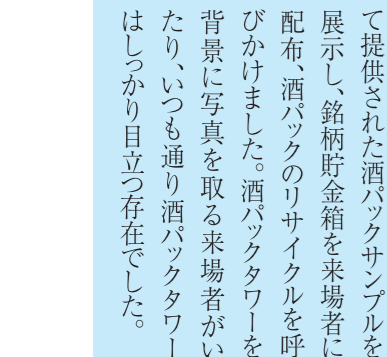 て提供された酒パックサンプルを
展示し、銘柄貯金箱を来場者に
配布、酒パックのリサイクルを呼
びかけました。酒パックタワーを
背景に写真を取る来場者がい
たり、いつも通り酒パックタワー
はしっかり目立つ存在でした。